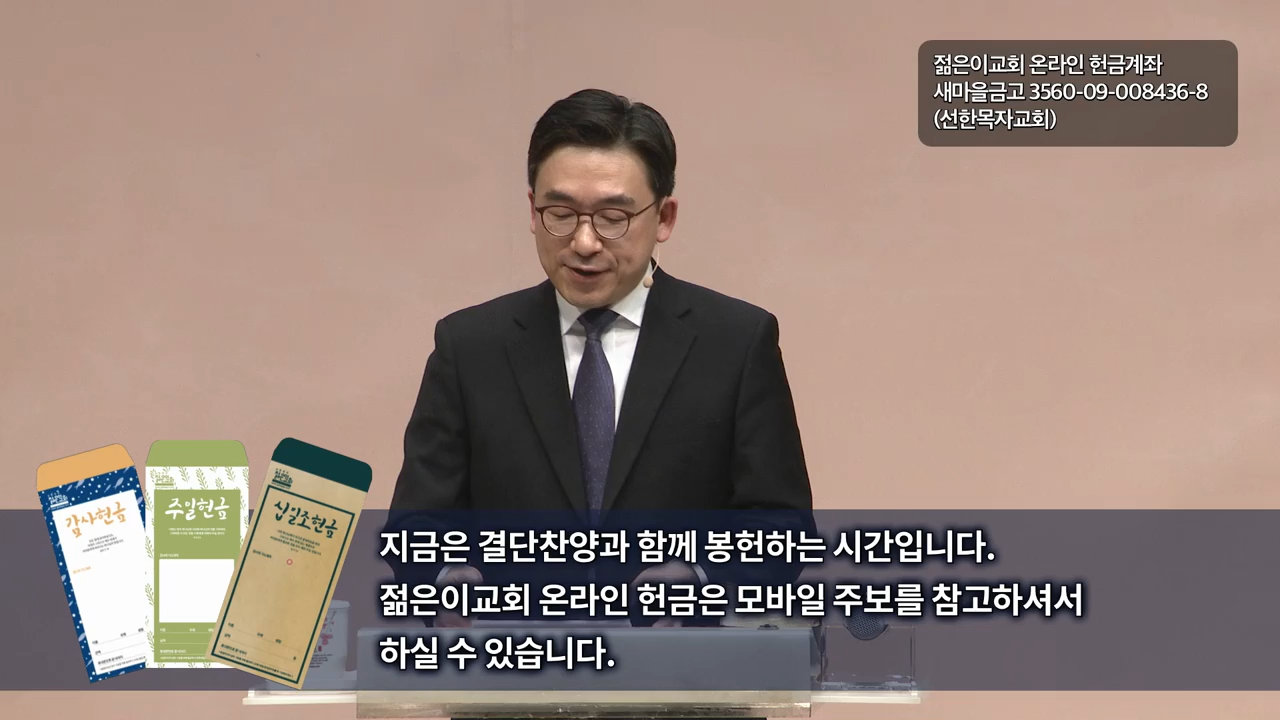 젊은이교회 온라인 헌금계좌
새마을금고 3560-09-008436-8
(선한목자교회)
감사헌금
주일헌금
십일조헌금
지금은 결단찬양과 함께 봉헌하는 시간입니다.
젊은이교회 온라인 헌금은 모바일 주보를 참고하셔서
하실 수 있습니다.